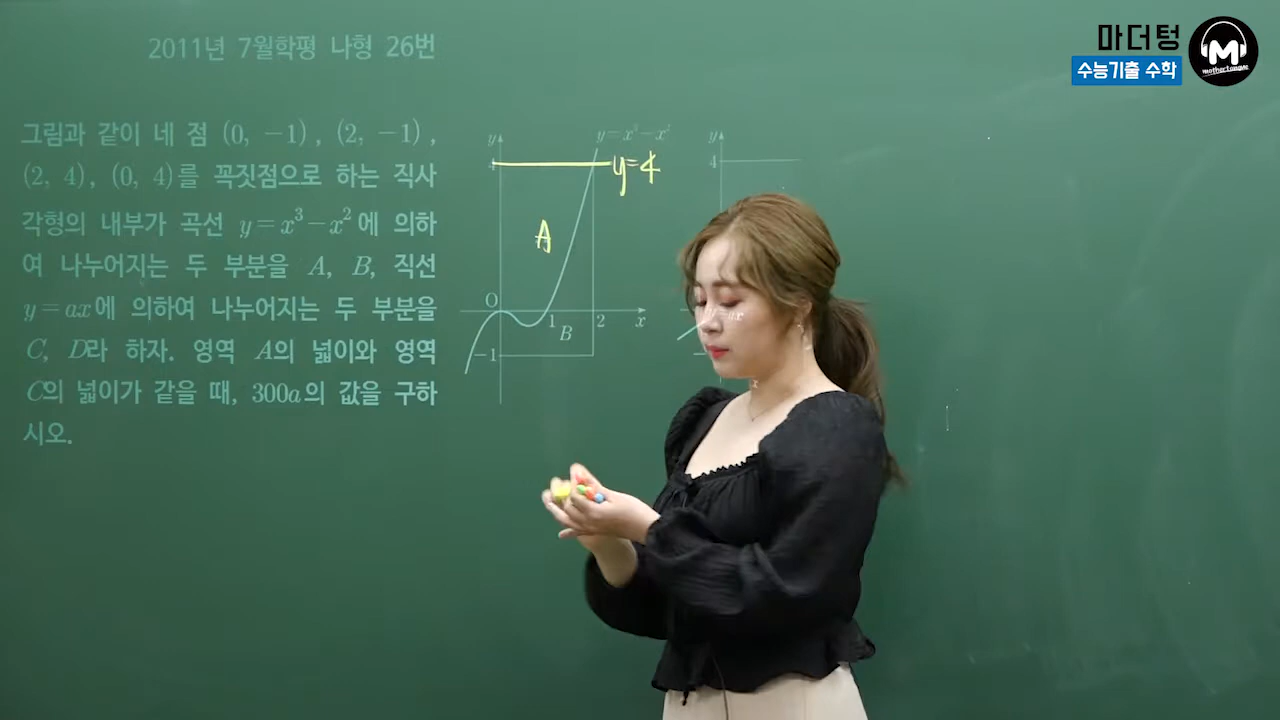 2011년 7월학평 나형 26번
마더텅
수능기출 수학
M
mothertongue
그림과 같이 네 점 (0, −1), (2, −1),
(2, 4), (0, 4)를 꼭짓점으로 하는 직사
각형의 내부가 곡선 y=x³−x²에 의하
여 나누어지는 두 부분을 A, B, 직선
y=ax에 의하여 나누어지는 두 부분을
C, D라 하자. 영역 A의 넓이와 영역
C의 넓이가 같을 때, 300a의 값을 구하
시오.
y
y=x³−x²
4
y=4
A
O
1
2
x
B
−1
y
4
y=ax
x